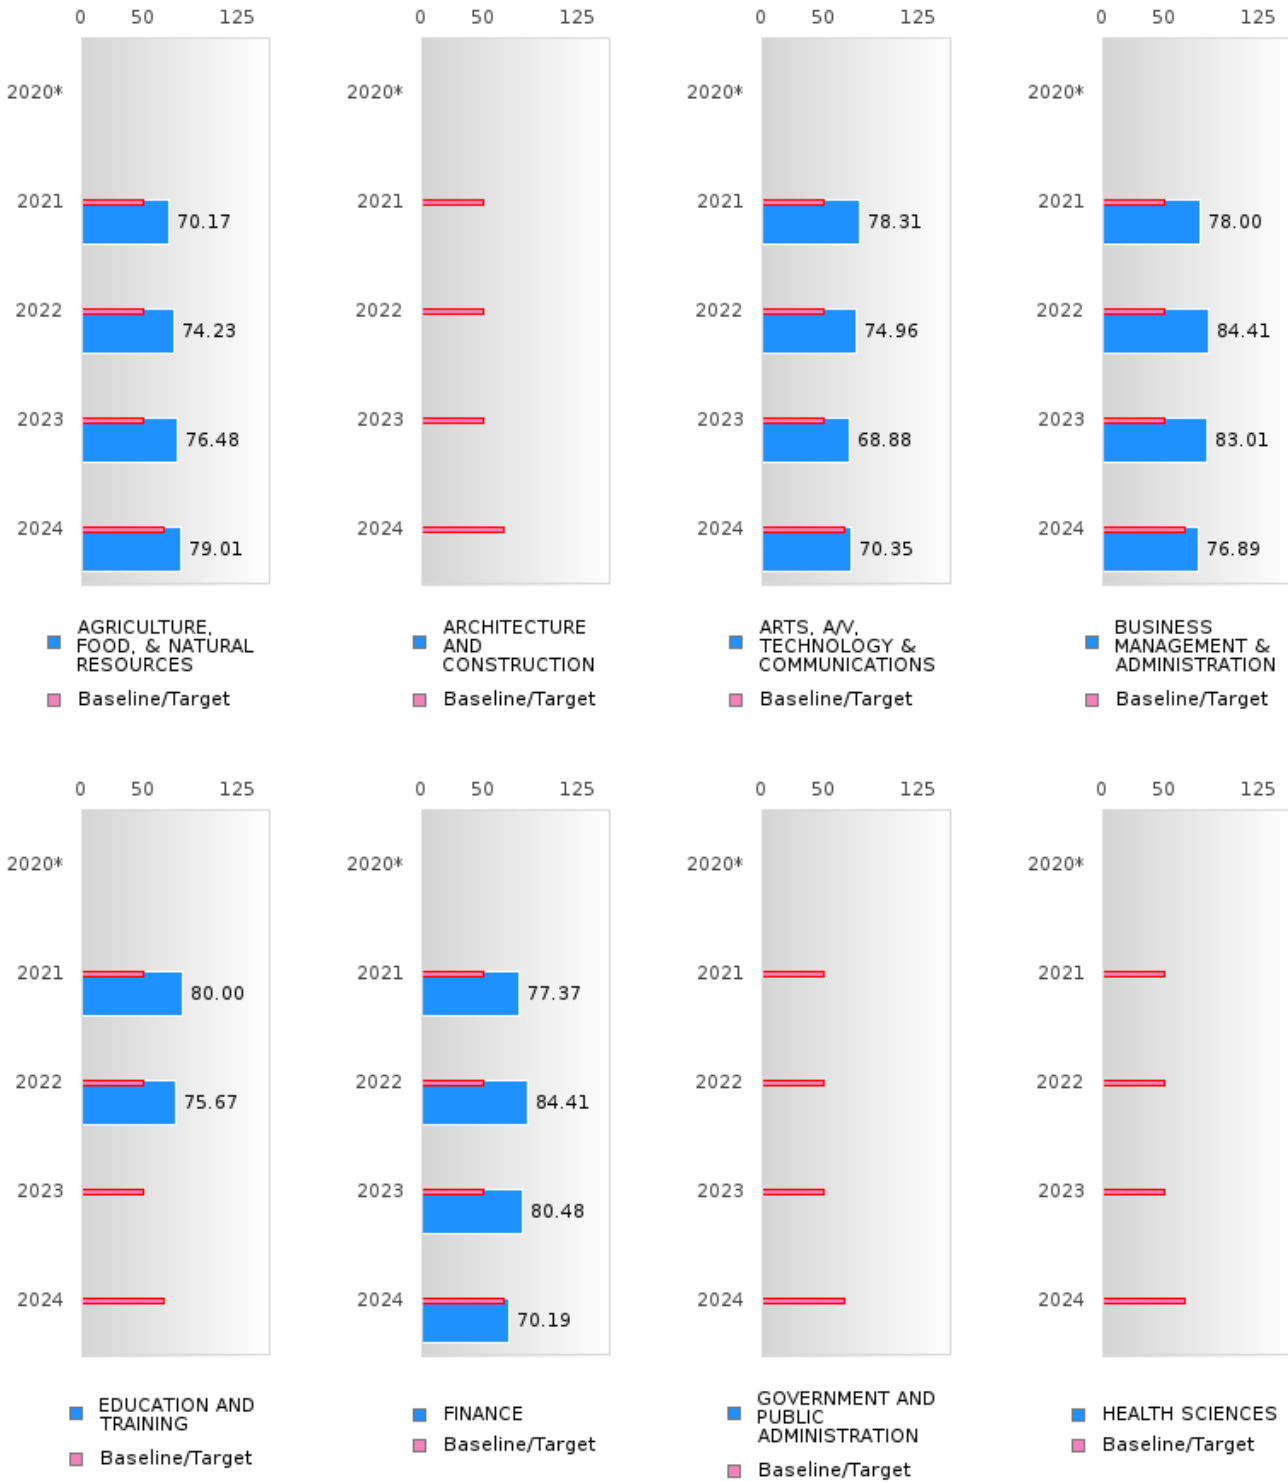 0 50 125
2020*
2021
70.17
2022
74.23
2023
76.48
2024
79.01
AGRICULTURE,
FOOD, & NATURAL
RESOURCES
Baseline/Target
0 50 125
2020*
2021
2022
2023
2024
ARCHITECTURE
AND
CONSTRUCTION
Baseline/Target
0 50 125
2020*
2021
78.31
2022
74.96
2023
68.88
2024
70.35
ARTS, A/V,
TECHNOLOGY &
COMMUNICATIONS
Baseline/Target
0 50 125
2020*
2021
78.00
2022
84.41
2023
83.01
2024
76.89
BUSINESS
MANAGEMENT &
ADMINISTRATION
Baseline/Target
0 50 125
2020*
2021
80.00
2022
75.67
2023
2024
EDUCATION AND
TRAINING
Baseline/Target
0 50 125
2020*
2021
77.37
2022
84.41
2023
80.48
2024
70.19
FINANCE
Baseline/Target
0 50 125
2020*
2021
2022
2023
2024
GOVERNMENT AND
PUBLIC
ADMINISTRATION
Baseline/Target
0 50 125
2020*
2021
2022
2023
2024
HEALTH SCIENCES
Baseline/Target